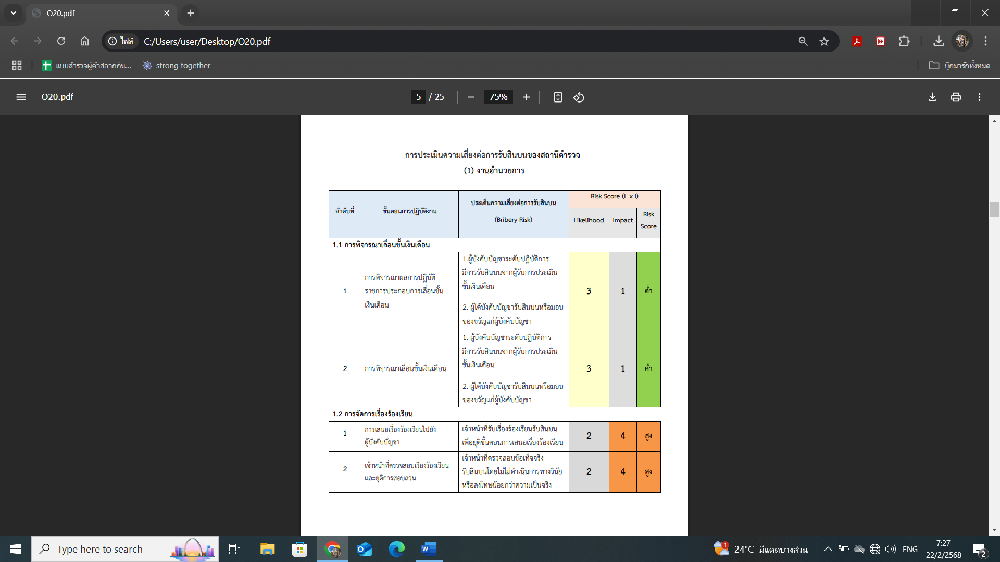 O20.pdf
ไฟล์
C:/Users/user/Desktop/O20.pdf
แบบสำรวจผู้ค้าสลากกิน...
strong together
บุ๊กมาร์กทั้งหมด
O20.pdf
5 / 25
75%
การประเมินความเสี่ยงต่อการรับสินบนของสถานีตำรวจ
(1) งานอำนวยการ
ลำดับที่
ขั้นตอนการปฏิบัติงาน
ประเด็นความเสี่ยงต่อการรับสินบน
(Bribery Risk)
Risk Score (L x I)
Likelihood
Impact
Risk
Score
1.1 การพิจารณาเลื่อนขั้นเงินเดือน
1
การพิจารณาผลการปฏิบัติ
ราชการประกอบการเลื่อนขั้น
เงินเดือน
1.ผู้บังคับบัญชาระดับปฏิบัติการ
มีการรับสินบนจากผู้รับการประเมิน
ขั้นเงินเดือน
2. ผู้ใต้บังคับบัญชารับสินบนหรือมอบ
ของขวัญแก่ผู้บังคับบัญชา
3
1
ต่ำ
2
การพิจารณาเลื่อนขั้นเงินเดือน
1. ผู้บังคับบัญชาระดับปฏิบัติการ
มีการรับสินบนจากผู้รับการประเมิน
ขั้นเงินเดือน
2. ผู้ใต้บังคับบัญชารับสินบนหรือมอบ
ของขวัญแก่ผู้บังคับบัญชา
3
1
ค่ำ
1.2 การจัดการเรื่องร้องเรียน
1
การเสนอเรื่องร้องเรียนไปยัง
ผู้บังคับบัญชา
เจ้าหน้าที่รับเรื่องร้องเรียนรับสินบน
เพื่อยุติขั้นตอนการเสนอเรื่องร้องเรียน
2
4
สูง
2
เจ้าหน้าที่ตรวจสอบเรื่องร้องเรียน
และยุติการสอบสวน
เจ้าหน้าที่ตรวจสอบข้อเท็จจริง
รับสินบนโดยไม่ไม่ดำเนินการทางวินัย
หรือลงโทษน้อยกว่าความเป็นจริง
2
4
สูง
Type here to search
1
24°C มีแดดบางส่วน
ENG
7:27
22/2/2568
2